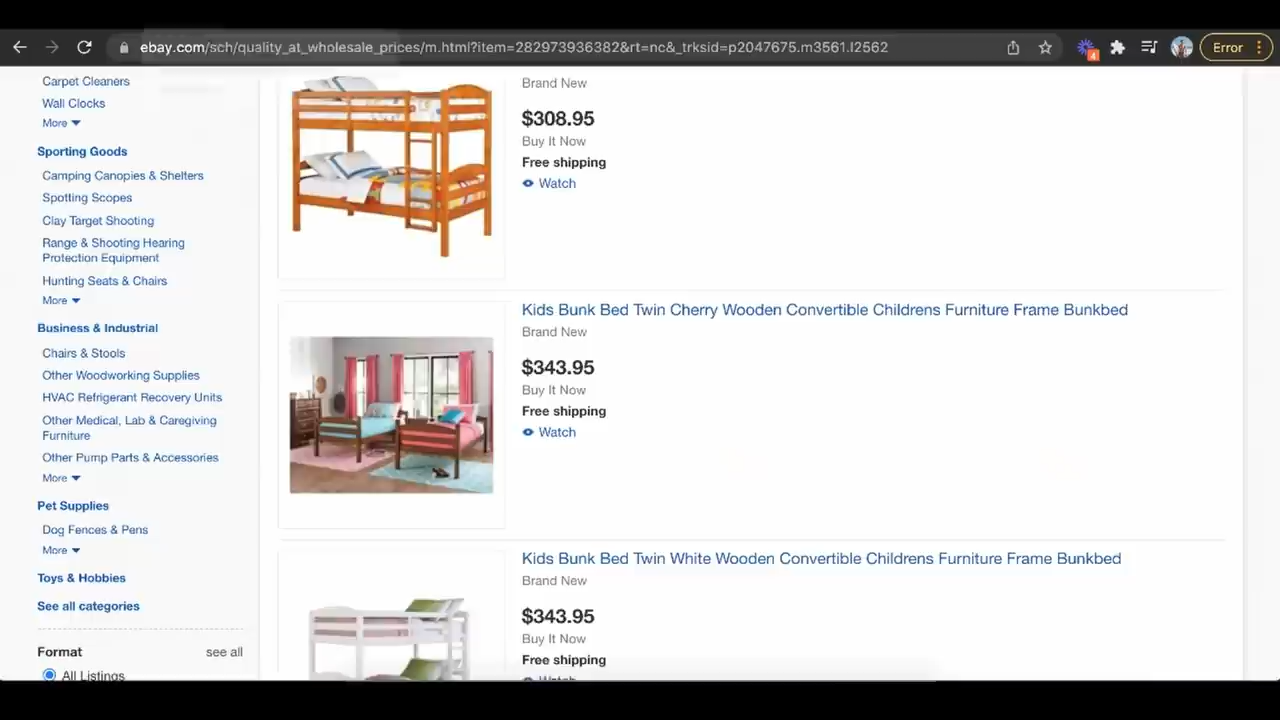 ebay.com/sch/quality_at_wholesale_prices/m.html?item=282973936382&rt=nc&_trksid=p2047675.m3561.l2562
4
Error
Carpet Cleaners
Wall Clocks
More
Sporting Goods
Camping Canopies & Shelters
Spotting Scopes
Clay Target Shooting
Range & Shooting Hearing
Protection Equipment
Hunting Seats & Chairs
More
Business & Industrial
Chairs & Stools
Other Woodworking Supplies
HVAC Refrigerant Recovery Units
Other Medical, Lab & Caregiving
Furniture
Other Pump Parts & Accessories
More
Pet Supplies
Dog Fences & Pens
More
Toys & Hobbies
See all categories
Format see all
All Listings
Brand New
$308.95
Buy It Now
Free shipping
Watch
Kids Bunk Bed Twin Cherry Wooden Convertible Childrens Furniture Frame Bunkbed
Brand New
$343.95
Buy It Now
Free shipping
Watch
Kids Bunk Bed Twin White Wooden Convertible Childrens Furniture Frame Bunkbed
Brand New
$343.95
Buy It Now
Free shipping
Watch